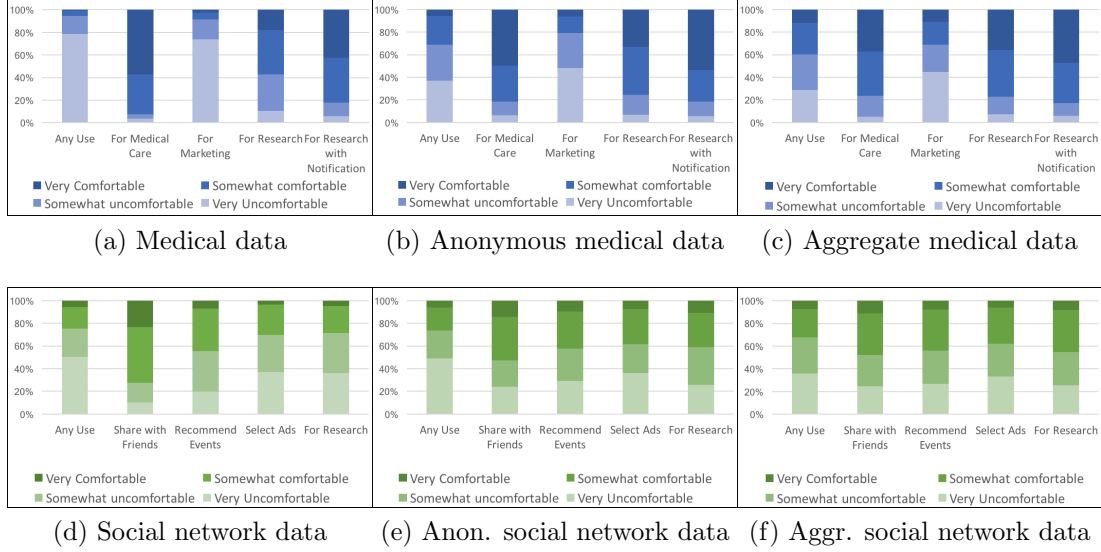 100%
80%
60%
40%
20%
0%
Any Use
For Medical Care
For Marketing
For Research
For Research with Notification
Very Comfortable
Somewhat comfortable
Somewhat uncomfortable
Very Uncomfortable
(a) Medical data
100%
80%
60%
40%
20%
0%
Any Use
For Medical Care
For Marketing
For Research
For Research with Notification
Very Comfortable
Somewhat comfortable
Somewhat uncomfortable
Very Uncomfortable
(b) Anonymous medical data
100%
80%
60%
40%
20%
0%
Any Use
For Medical Care
For Marketing
For Research
For Research with Notification
Very Comfortable
Somewhat comfortable
Somewhat uncomfortable
Very Uncomfortable
(c) Aggregate medical data
100%
80%
60%
40%
20%
0%
Any Use
Share with Friends
Recommend Events
Select Ads
For Research
Very Comfortable
Somewhat comfortable
Somewhat uncomfortable
Very Uncomfortable
(d) Social network data
100%
80%
60%
40%
20%
0%
Any Use
Share with Friends
Recommend Events
Select Ads
For Research
Very Comfortable
Somewhat comfortable
Somewhat uncomfortable
Very Uncomfortable
(e) Anon. social network data
100%
80%
60%
40%
20%
0%
Any Use
Share with Friends
Recommend Events
Select Ads
For Research
Very Comfortable
Somewhat comfortable
Somewhat uncomfortable
Very Uncomfortable
(f) Aggr. social network data